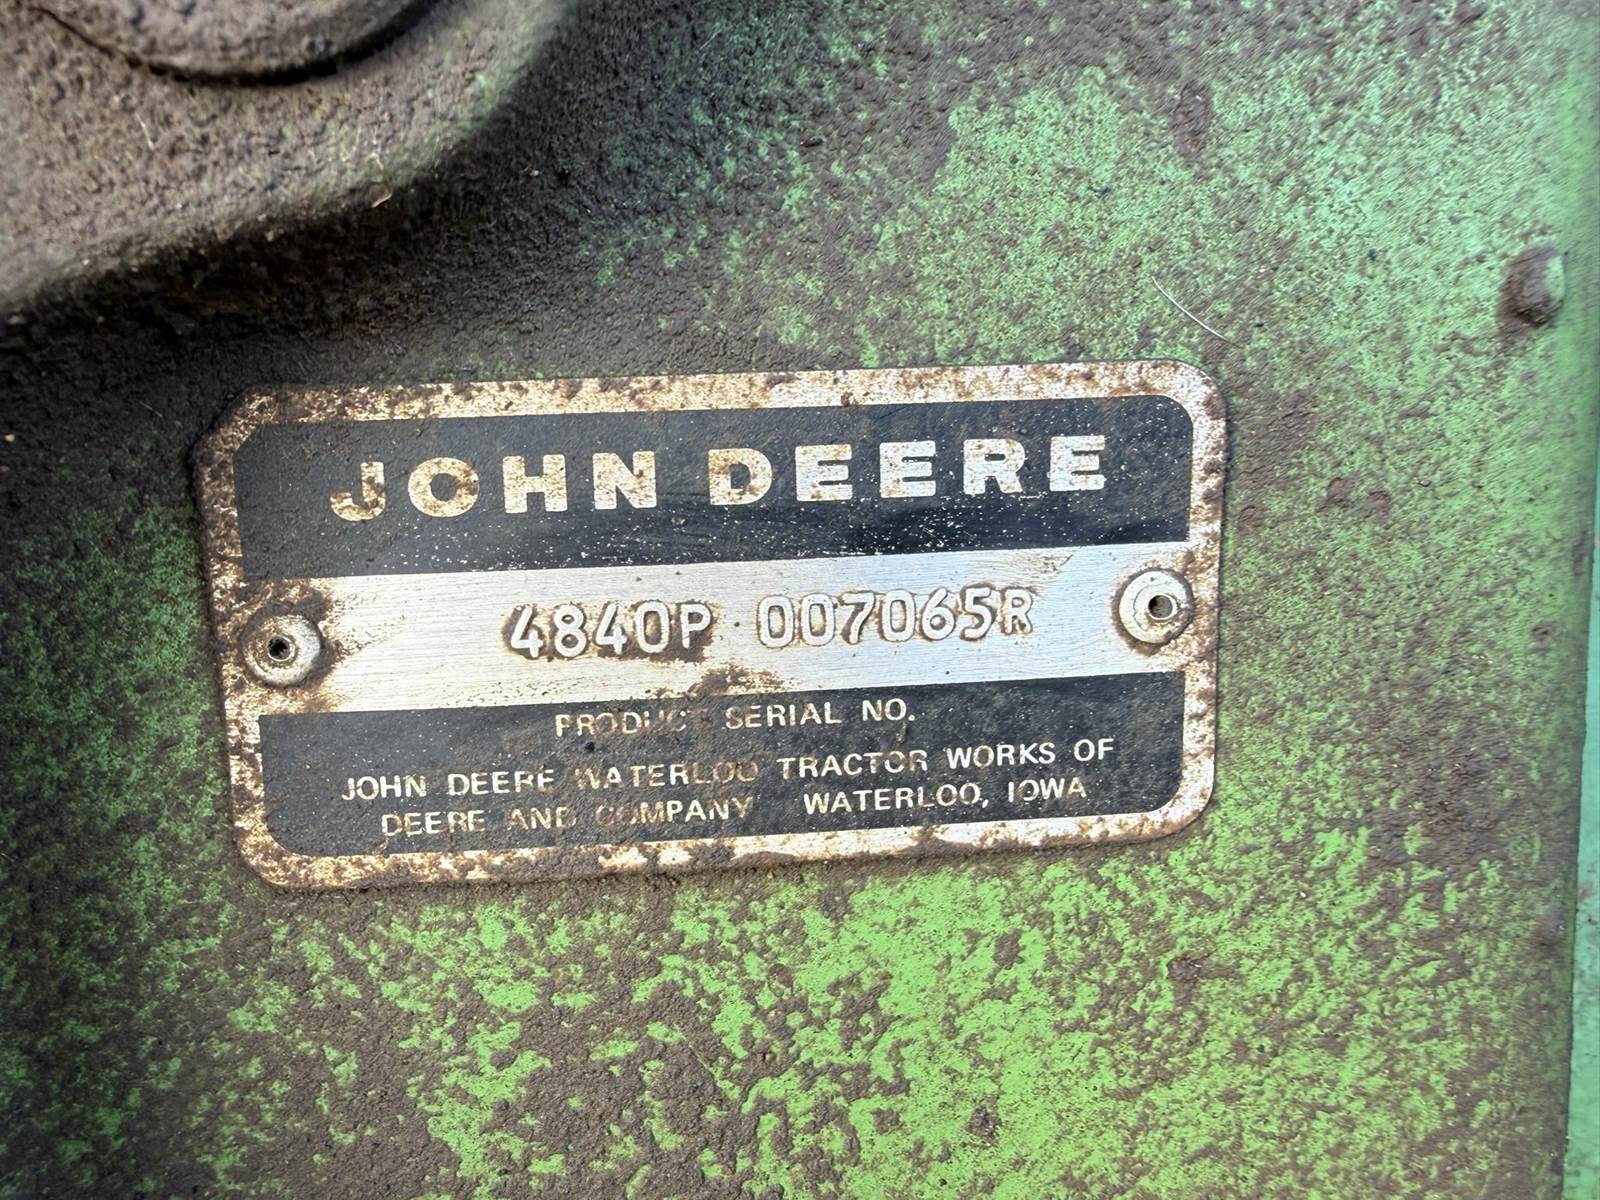 JOHN DEERE
4840P 007065R
PRODUCT SERIAL NO.
JOHN DEERE WATERLOO TRACTOR WORKS OF
DEERE AND COMPANY WATERLOO, IOWA